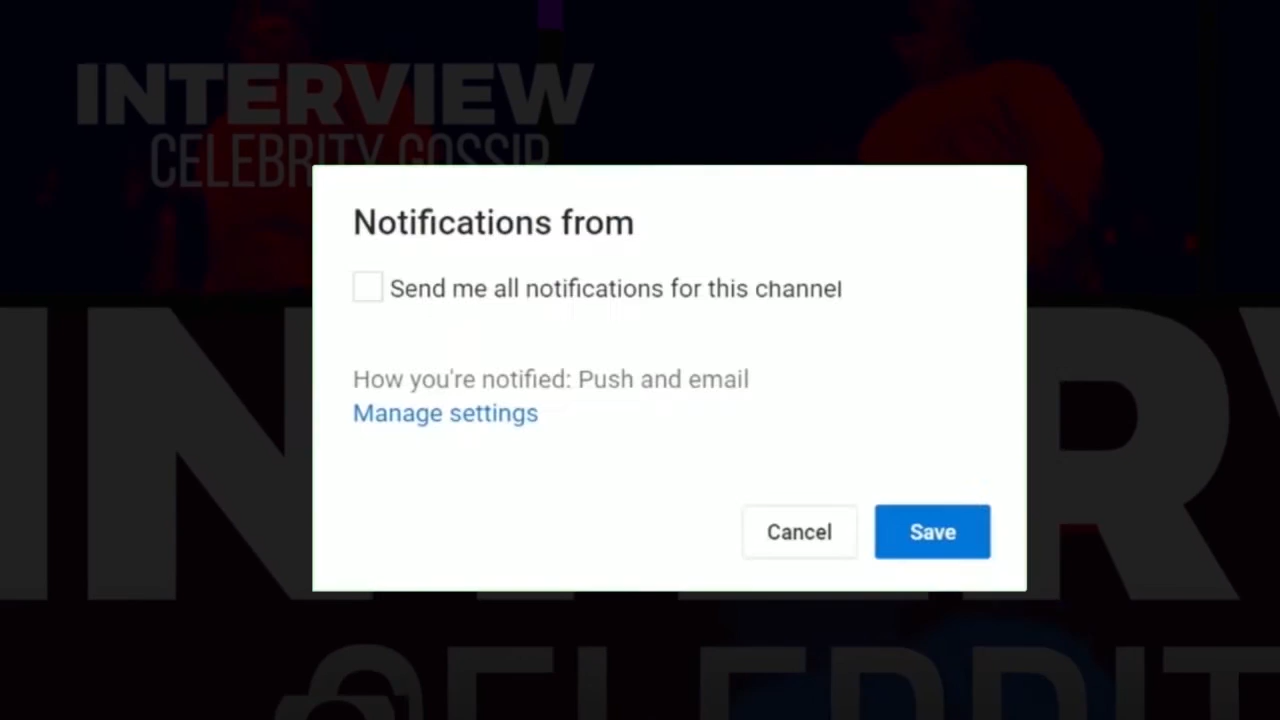 INTERVIEW
CELEBRITY GOSSIP
Notifications from
Send me all notifications for this channel
How you're notified: Push and email
Manage settings
Cancel
Save